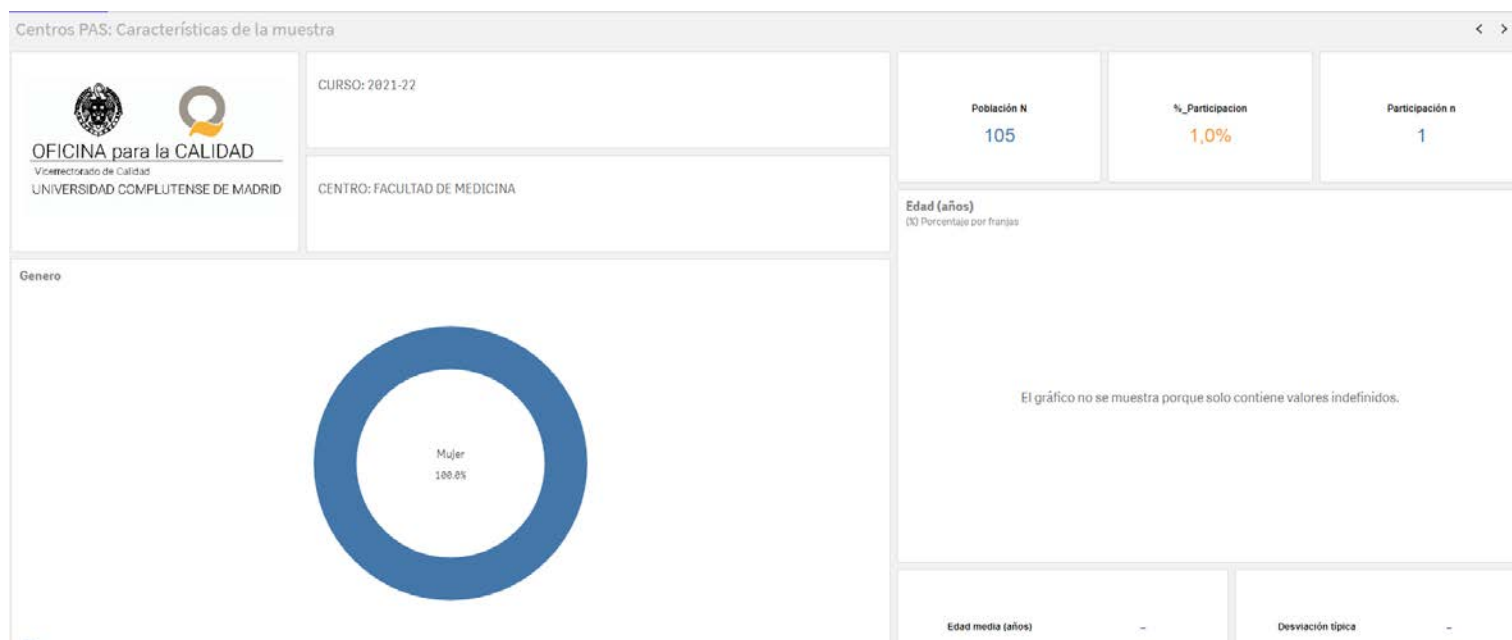 Centros PAS: Características de la muestra
OFICINA para la CALIDAD
Vicerrectorado de Calidad
UNIVERSIDAD COMPLUTENSE DE MADRID
CURSO: 2021-22
CENTRO: FACULTAD DE MEDICINA
Población N
105
%_Participacion
1,0%
Participación n
1
Edad (años)
(%) Porcentaje por franjas
El gráfico no se muestra porque solo contiene valores indefinidos.
Genero
Mujer
100.0%
Edad media (años) –
Desviación típica –